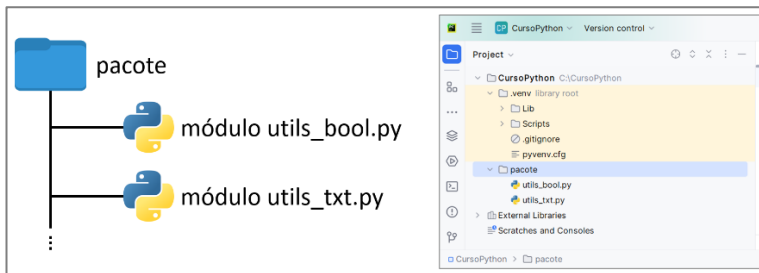 pacote
módulo utils_bool.py
módulo utils_txt.py
CP CursoPython Version control
Project
CursoPython C:\CursoPython
.venv library root
Lib
Scripts
.gitignore
pyvenv.cfg
pacote
utils_bool.py
utils_txt.py
External Libraries
Scratches and Consoles
CursoPython > pacote